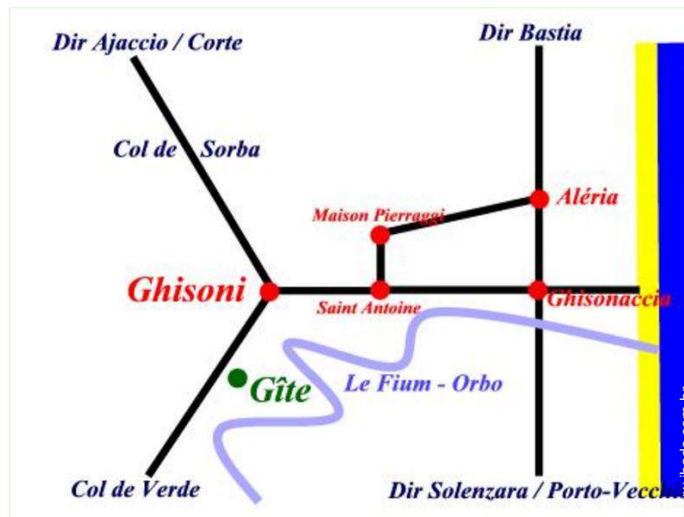 Dir Bastia
Dir Ajaccio / Corte
Col de Sorba
Aléria
Maison Pierraggi
Ghisoni
Ghisonaccia
Saint Antoine
Gîte
Le Fium - Orbo
Col de Verde
Dir Solenzara / Porto-Vecchio